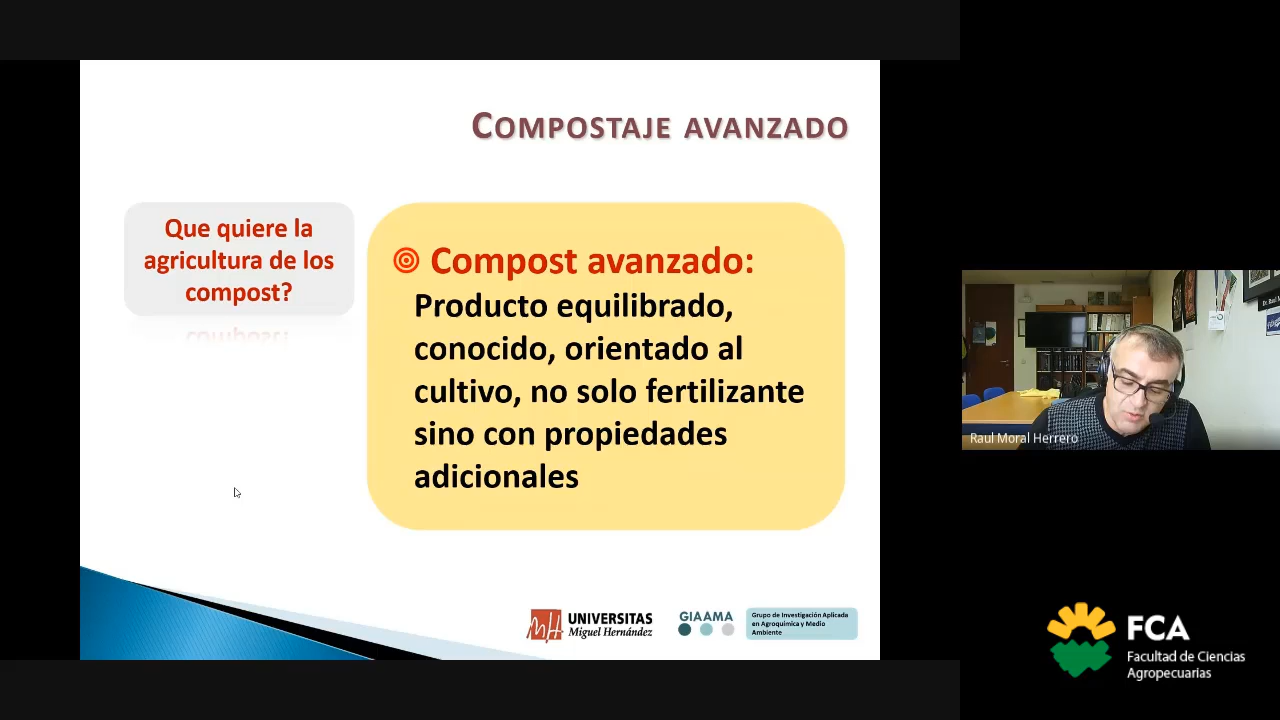 COMPOSTAJE AVANZADO
Que quiere la
agricultura de los
compost?
Compost avanzado:
Producto equilibrado,
conocido, orientado al
cultivo, no solo fertilizante
sino con propiedades
adicionales
Raul Moral Herrero
MH UNIVERSITAS
Miguel Hernández
GIAAMA
Grupo de Investigación Aplicada
en Agroquímica y Medio
Ambiente
FCA
Facultad de Ciencias
Agropecuarias